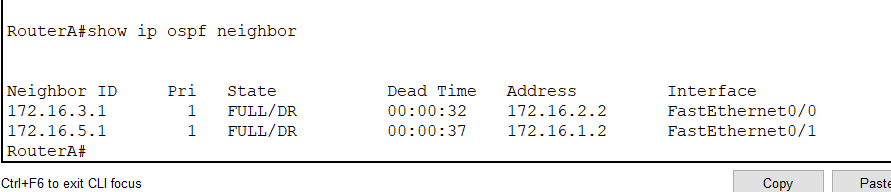 RouterA#show ip ospf neighbor
Neighbor ID Pri State Dead Time Address Interface
172.16.3.1 1 FULL/DR 00:00:32 172.16.2.2 FastEthernet0/0
172.16.5.1 1 FULL/DR 00:00:37 172.16.1.2 FastEthernet0/1
RouterA#
Ctrl+F6 to exit CLI focus
Copy
Paste